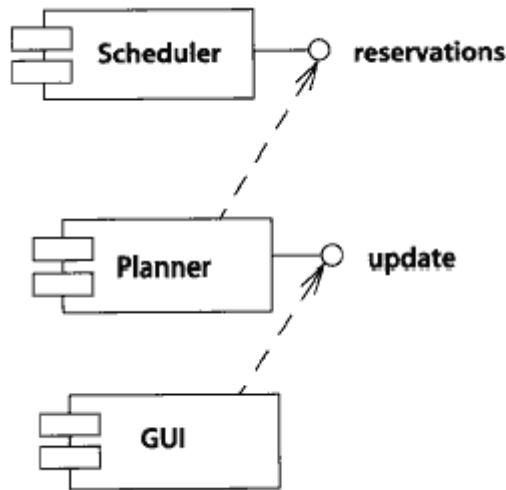 Scheduler
reservations
Planner
update
GUI